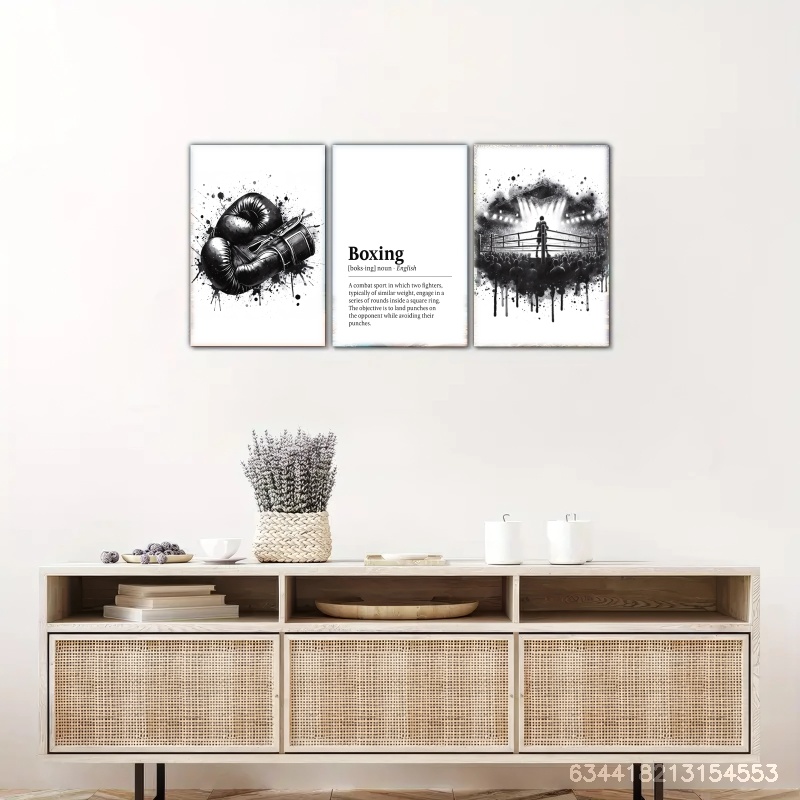 Boxing
[boks·ing] noun · English
A combat sport in which two fighters,
typically of similar weight, engage in a
series of rounds inside a square ring.
The objective is to land punches on
the opponent while avoiding their
punches.
634418213154553